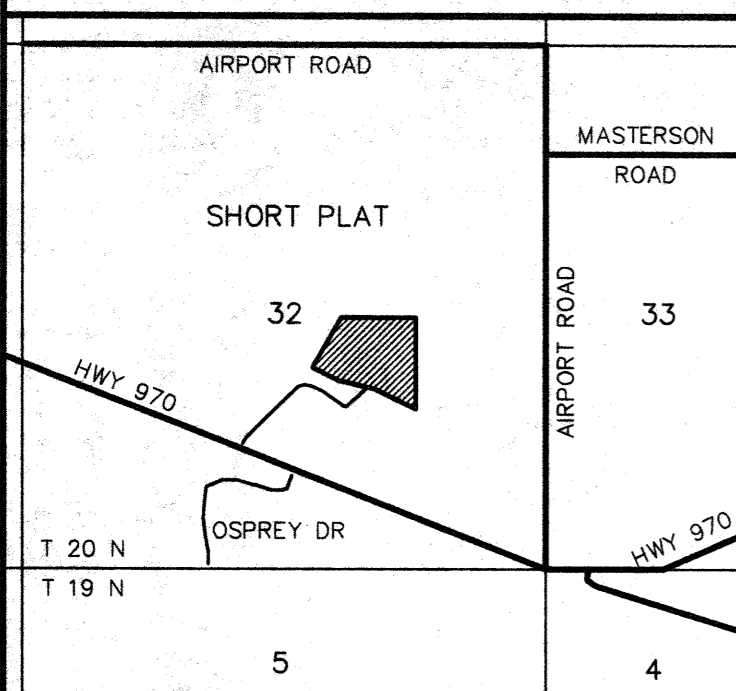 AIRPORT ROAD
MASTERSON
ROAD
SHORT PLAT
32
33
AIRPORT ROAD
HWY 970
OSPREY DR
HWY 970
T 20 N
T 19 N
5
4